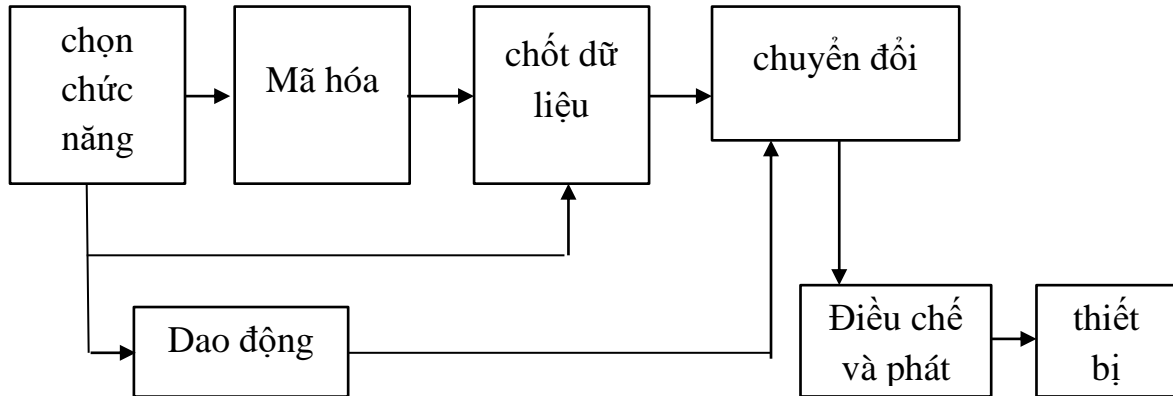 chọn
chức
năng
Mã hóa
chốt dữ
liệu
chuyển đổi
Dao động
Điều chế
và phát
thiết
bị